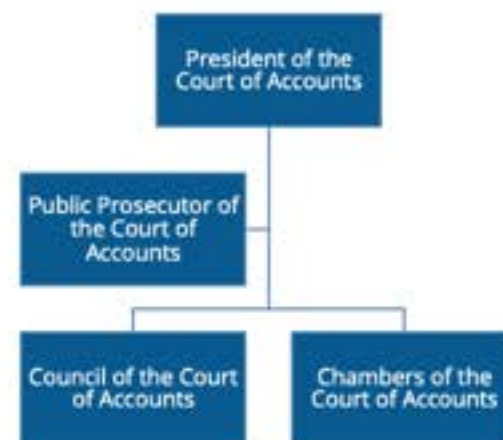 President of the
Court of Accounts
Public Prosecutor of
the Court of
Accounts
Council of the Court
of Accounts
Chambers of the
Court of Accounts